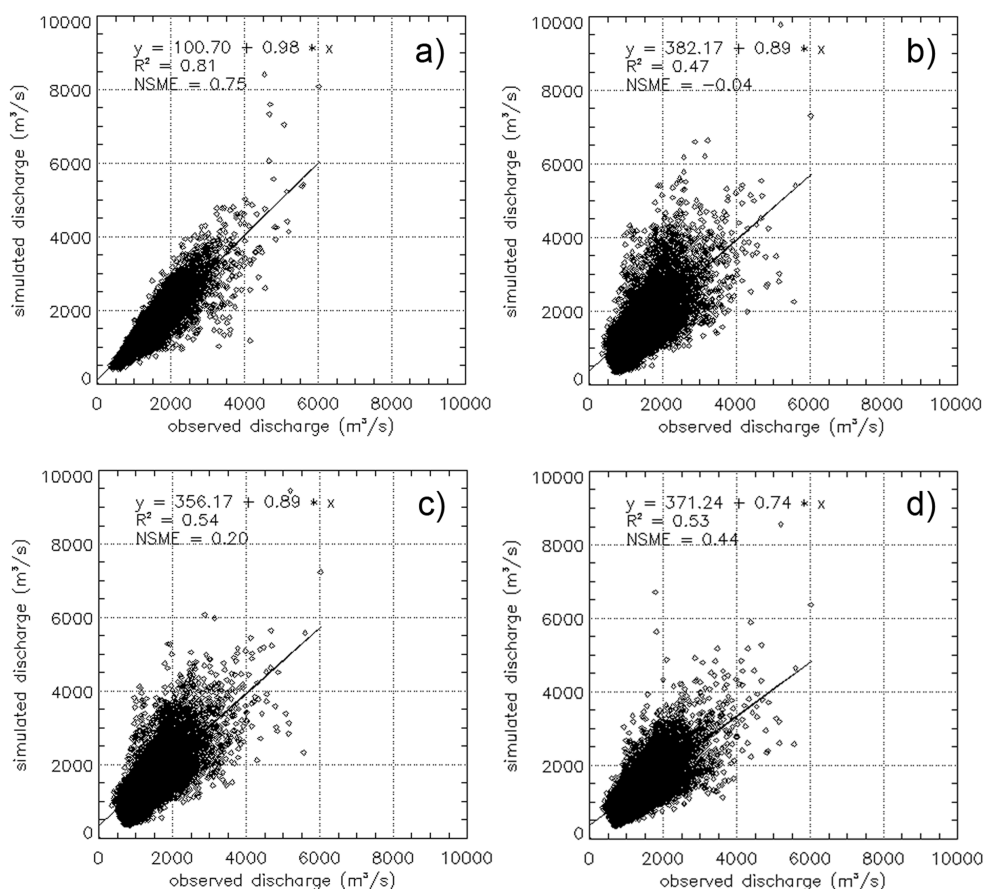 a)
y = 100.70 + 0.98 * x
R² = 0.81
NSME = 0.75
10000
8000
6000
4000
2000
0
simulated discharge (m³/s)
0 2000 4000 6000 8000 10000
observed discharge (m³/s)
b)
y = 382.17 + 0.89 * x
R² = 0.47
NSME = −0.04
10000
8000
6000
4000
2000
0
simulated discharge (m³/s)
0 2000 4000 6000 8000 10000
observed discharge (m³/s)
c)
y = 356.17 + 0.89 * x
R² = 0.54
NSME = 0.20
10000
8000
6000
4000
2000
0
simulated discharge (m³/s)
0 2000 4000 6000 8000 10000
observed discharge (m³/s)
d)
y = 371.24 + 0.74 * x
R² = 0.53
NSME = 0.44
10000
8000
6000
4000
2000
0
simulated discharge (m³/s)
0 2000 4000 6000 8000 10000
observed discharge (m³/s)